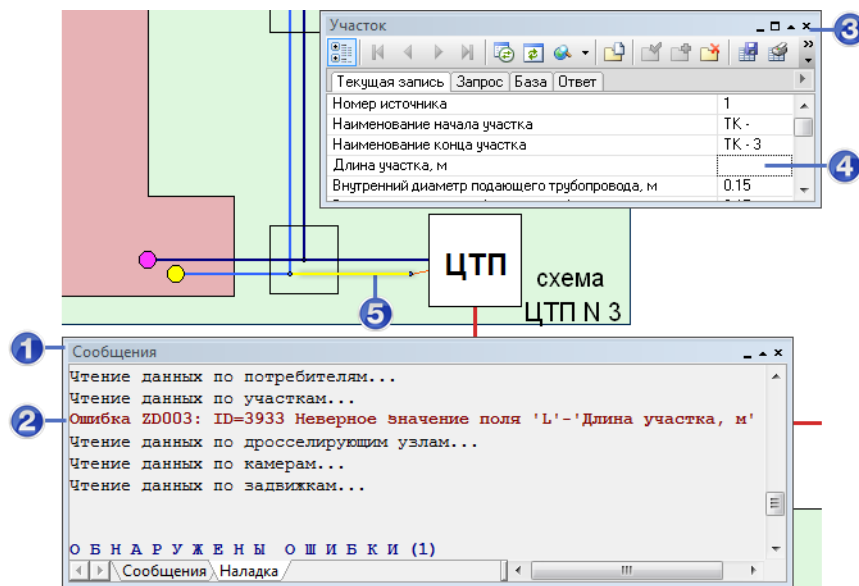 Участок
3
Текущая запись Запрос База Ответ
Номер источника 1
Наименование начала участка ТК -
Наименование конца участка ТК - 3
Длина участка, м
4
Внутренний диаметр подающего трубопровода, м 0.15
ЦТП
схема
ЦТП N 3
5
1
Сообщения
Чтение данных по потребителям...
Чтение данных по участкам...
2
Ошибка ZD003: ID=3933 Неверное значение поля 'L'-'Длина участка, м'
Чтение данных по дросселирующим узлам...
Чтение данных по камерам...
Чтение данных по задвижкам...
О Б Н А Р У Ж Е Н Ы О Ш И Б К И (1)
Сообщения Наладка